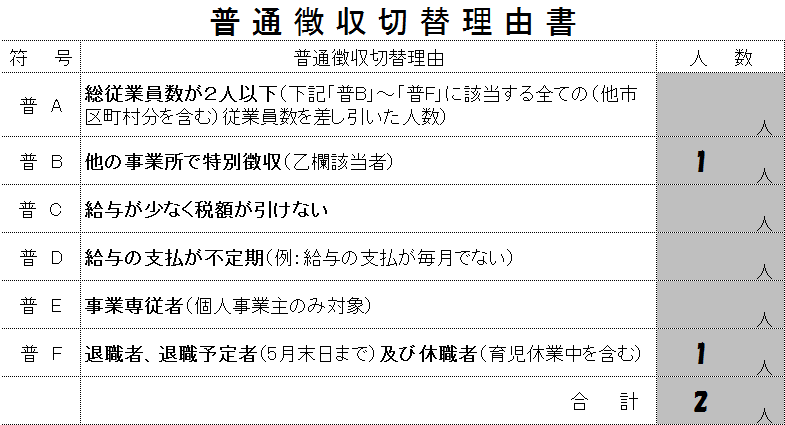 普通徴収切替理由書
符 号 普通徴収切替理由 人 数
普 A 総従業員数が2人以下(下記「普B」~「普F」に該当する全ての(他市
区町村分を含む)従業員数を差し引いた人数) 人
普 B 他の事業所で特別徴収(乙欄該当者) 1 人
普 C 給与が少なく税額が引けない 人
普 D 給与の支払が不定期(例:給与の支払が毎月でない) 人
普 E 事業専従者(個人事業主のみ対象) 人
普 F 退職者、退職予定者(5月末日まで)及び休職者(育児休業中を含む) 1 人
合 計 2 人